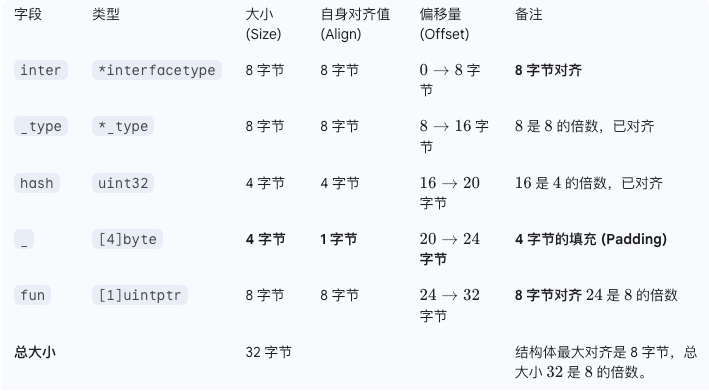 字段 类型 大小 (Size) 自身对齐值 (Align) 偏移量 (Offset) 备注
inter *interfacetype 8 字节 8 字节 0 → 8 字节 8 字节对齐
_type *_type 8 字节 8 字节 8 → 16 字节 8 是 8 的倍数，已对齐
hash uint32 4 字节 4 字节 16 → 20 字节 16 是 4 的倍数，已对齐
_ [4]byte 4 字节 1 字节 20 → 24 字节 4 字节的填充 (Padding)
fun [1]uintptr 8 字节 8 字节 24 → 32 字节 8 字节对齐 24 是 8 的倍数
总大小 32 字节 结构体最大对齐是 8 字节，总大小 32 是 8 的倍数。